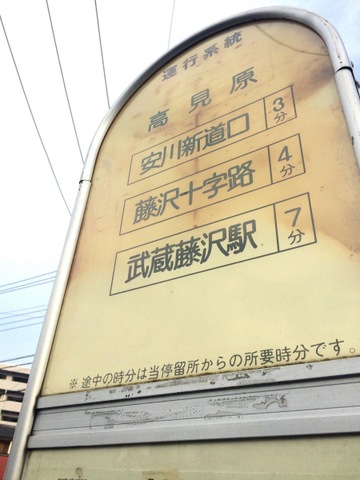 運行系統
高見原
安川新道口 3分
藤沢十字路 4分
武蔵藤沢駅 7分
※ 途中の時分は当停留所からの所要時分です。